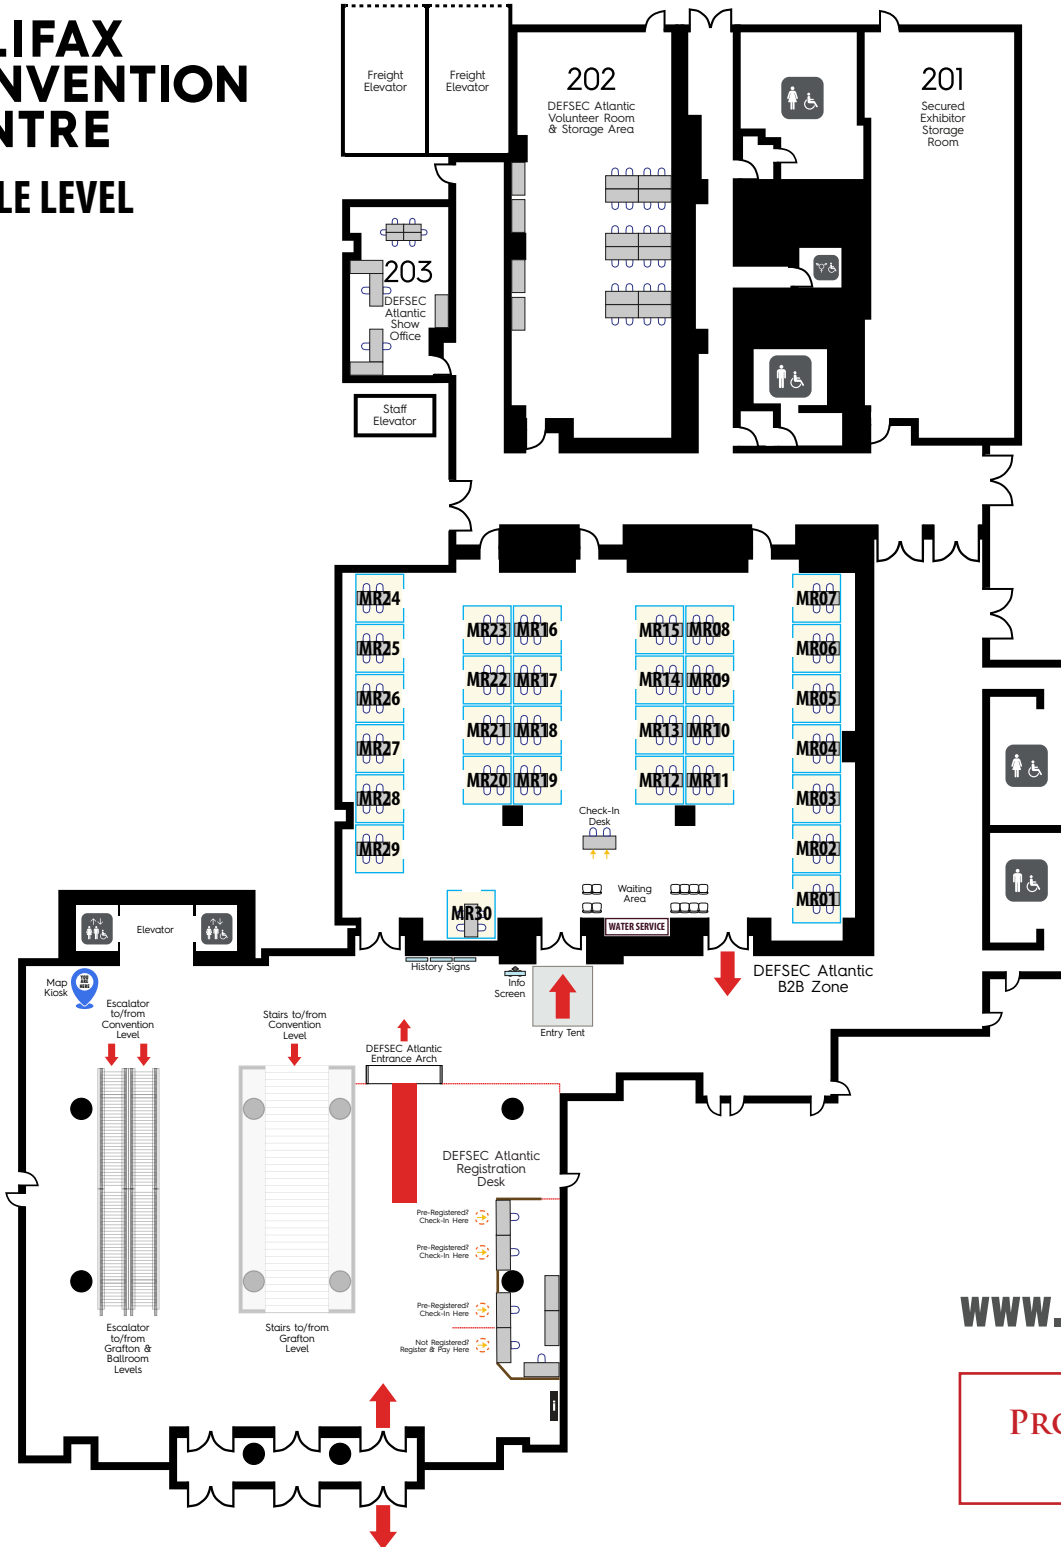 LIFAX
NVENTION
NTRE
LE LEVEL
Freight
Elevator
Freight
Elevator
202
DEFSEC Atlantic
Volunteer Room
& Storage Area
201
Secured
Exhibitor
Storage
Room
203
DEFSEC
Atlantic
Show
Office
Staff
Elevator
MR24
MR25
MR26
MR27
MR28
MR29
MR30
MR23
MR22
MR21
MR20
MR16
MR17
MR18
MR19
MR15
MR14
MR13
MR12
MR08
MR09
MR10
MR11
MR07
MR06
MR05
MR04
MR03
MR02
MR01
Check-In
Desk
Waiting
Area
WATER SERVICE
Elevator
History Signs
Info
Screen
Entry Tent
DEFSEC Atlantic
B2B Zone
Map
Kiosk
YOU
ARE
HERE
Escalator
to/from
Convention
Level
Stairs to/from
Convention
Level
DEFSEC Atlantic
Entrance Arch
DEFSEC Atlantic
Registration
Desk
Pre-Registered?
Check-In Here
Pre-Registered?
Check-In Here
Pre-Registered?
Check-In Here
Not Registered?
Register & Pay Here
Escalator
to/from
Grafton &
Ballroom
Levels
Stairs to/from
Grafton
Level
i
www.
PRO